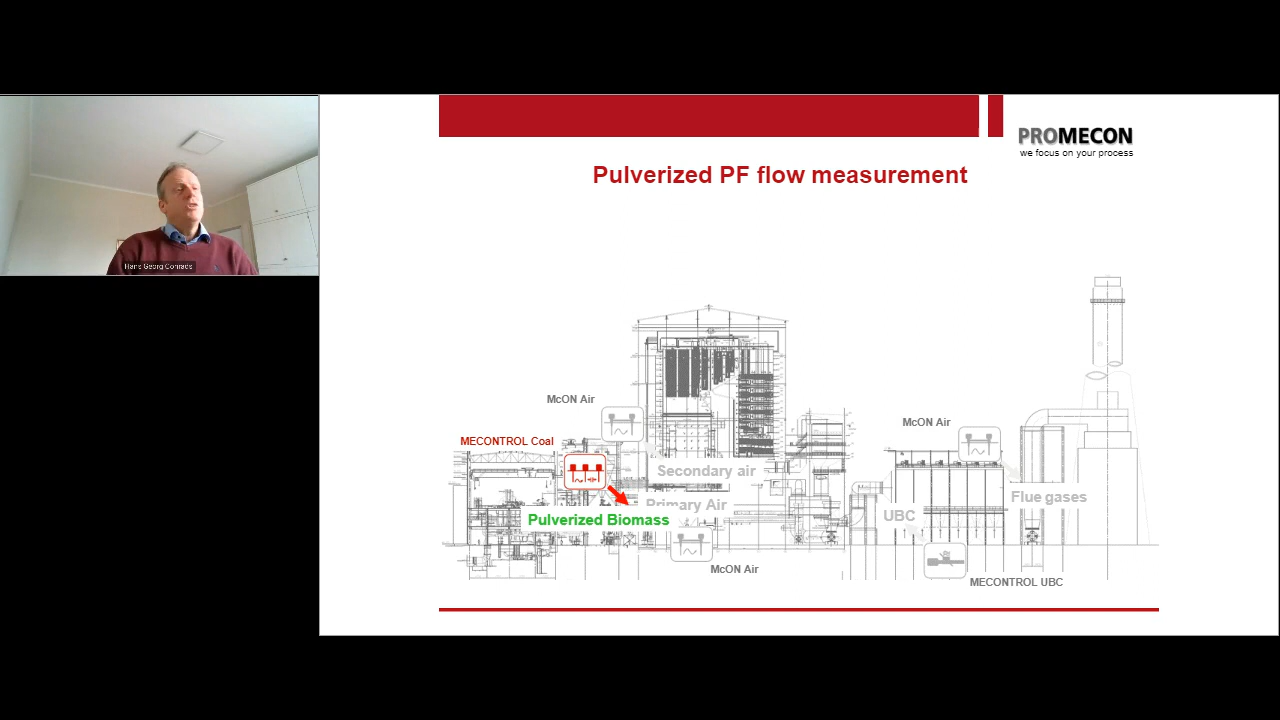 PROMECON
we focus on your process
Pulverized PF flow measurement
Hans Georg Conrads
McON Air
McON Air
MECONTROL Coal
Secondary air
Primary Air
Flue gases
UBC
Pulverized Biomass
McON Air
MECONTROL UBC